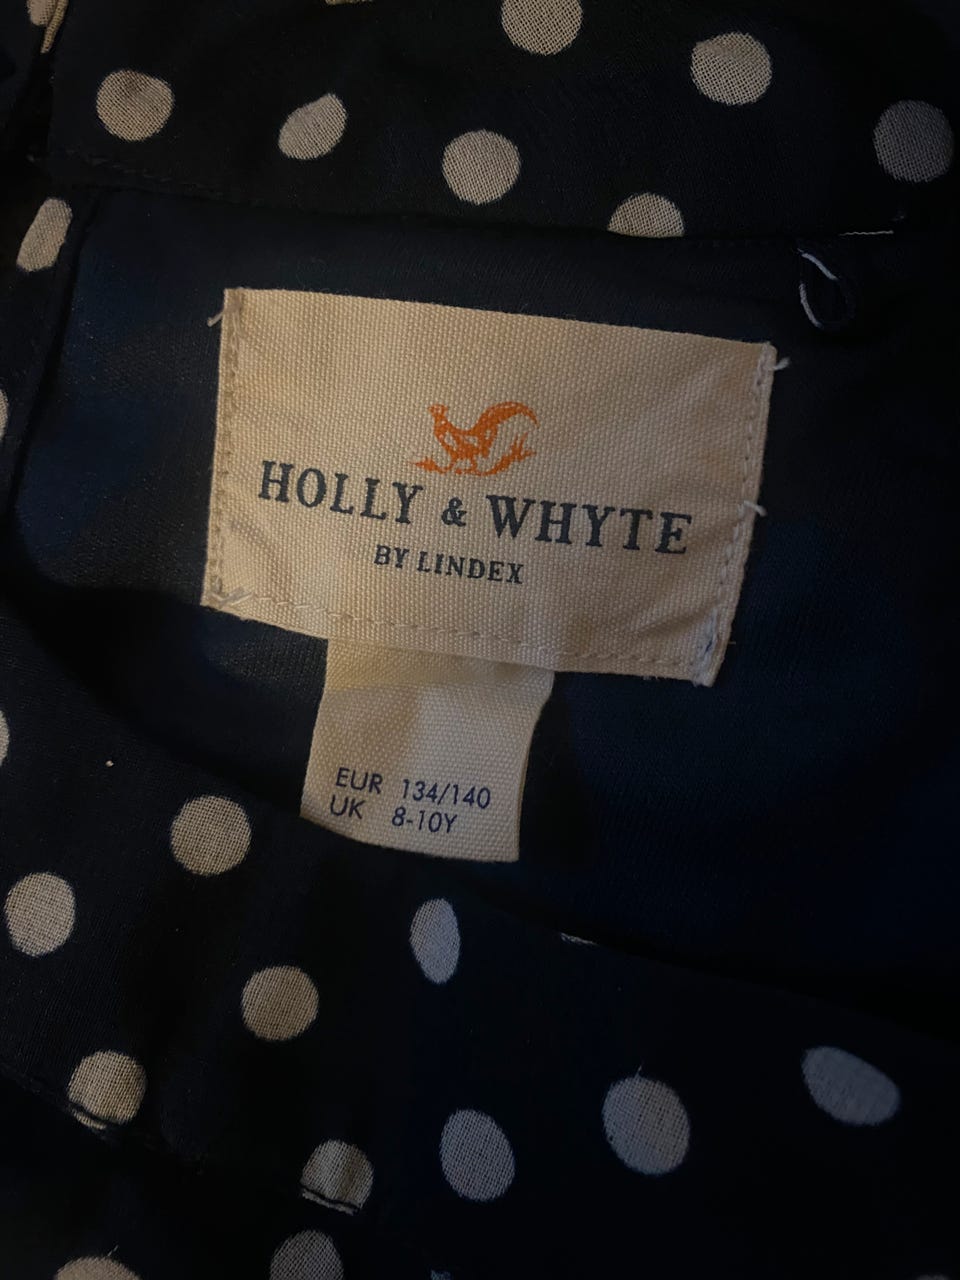 HOLLY & WHYTE
BY LINDEX
EUR 134/140
UK 8-10Y